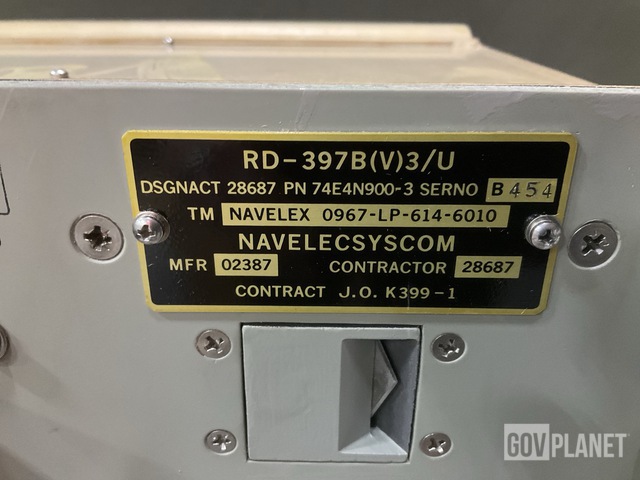 RD-397B(V)3/U
DSGNACT 28687 PN 74E4N900-3 SERNO B454
TM NAVELEX 0967-LP-614-6010
NAVELECSYSCOM
MFR 02387 CONTRACTOR 28687
CONTRACT J.O. K399-1
GOVPLANET